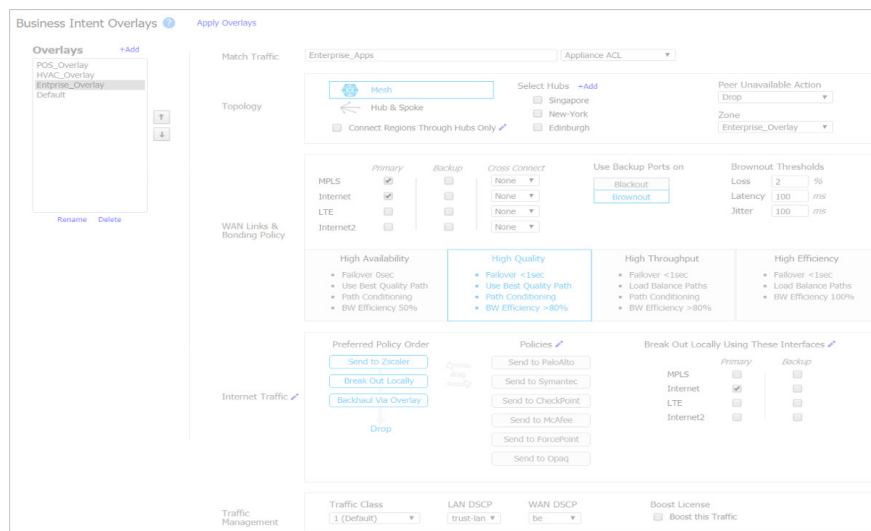 Business Intent Overlays ? Apply Overlays
Overlays +Add
POS_Overlay
HVAC_Overlay
Entprise_Overlay
Default
Rename Delete
Match Traffic Enterprise_Apps Appliance ACL
Topology
Mesh
Hub & Spoke
Connect Regions Through Hubs Only
Select Hubs +Add
Singapore
New-York
Edinburgh
Peer Unavailable Action
Drop
Zone
Enterprise_Overlay
WAN Links &
Bonding Policy
Primary Backup Cross Connect
MPLS None
Internet None
LTE None
Internet2 None
Use Backup Ports on
Blackout
Brownout
Brownout Thresholds
Loss 2 %
Latency 100 ms
Jitter 100 ms
High Availability
• Failover 0sec
• Use Best Quality Path
• Path Conditioning
• BW Efficiency 50%
High Quality
• Failover <1sec
• Use Best Quality Path
• Path Conditioning
• BW Efficiency >80%
High Throughput
• Failover <1sec
• Load Balance Paths
• Path Conditioning
• BW Efficiency >80%
High Efficiency
• Failover <1sec
• Load Balance Paths
• BW Efficiency 100%
Internet Traffic
Preferred Policy Order
Send to Zscaler
Break Out Locally
Backhaul Via Overlay
Drop
Policies
Send to PaloAlto
Send to Symantec
Send to CheckPoint
Send to McAfee
Send to ForcePoint
Send to Opaq
Break Out Locally Using These Interfaces
Primary Backup
MPLS
Internet
LTE
Internet2
Traffic
Management
Traffic Class
1 (Default)
LAN DSCP
trust-lan
WAN DSCP
be
Boost License
Boost this Traffic